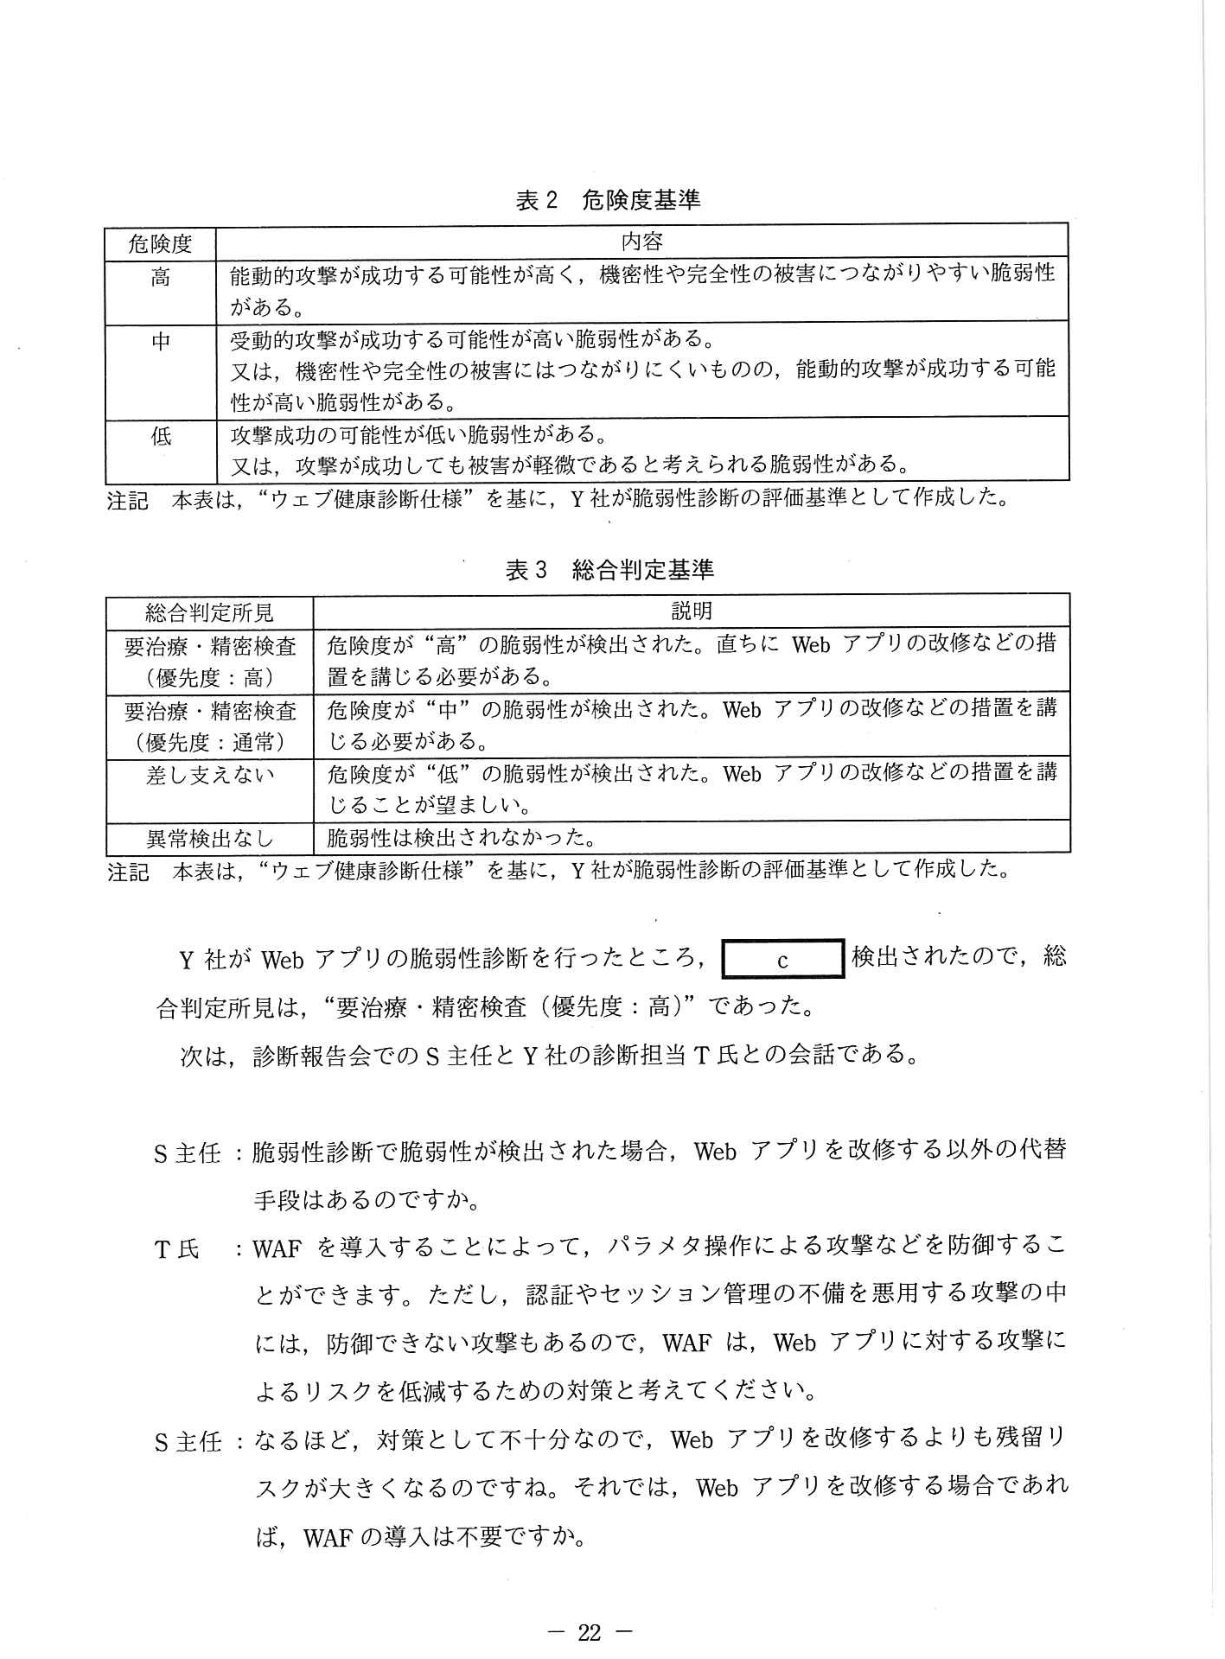 表2 危険度基準
危険度 内容
高 能動的攻撃が成功する可能性が高く，機密性や完全性の被害につながりやすい脆弱性
がある。
中 受動的攻撃が成功する可能性が高い脆弱性がある。
又は，機密性や完全性の被害にはつながりにくいものの，能動的攻撃が成功する可能
性が高い脆弱性がある。
低 攻撃成功の可能性が低い脆弱性がある。
又は，攻撃が成功しても被害が軽微であると考えられる脆弱性がある。
注記 本表は，“ウェブ健康診断仕様”を基に，Y社が脆弱性診断の評価基準として作成した。
表3 総合判定基準
総合判定所見 説明
要治療・精密検査 危険度が“高”の脆弱性が検出された。直ちに Web アプリの改修などの措
（優先度：高） 置を講じる必要がある。
要治療・精密検査 危険度が“中”の脆弱性が検出された。Web アプリの改修などの措置を講
（優先度：通常） じる必要がある。
差し支えない 危険度が“低”の脆弱性が検出された。Web アプリの改修などの措置を講
じることが望ましい。
異常検出なし 脆弱性は検出されなかった。
注記 本表は，“ウェブ健康診断仕様”を基に，Y社が脆弱性診断の評価基準として作成した。
Y社が Web アプリの脆弱性診断を行ったところ， c 検出されたので，総
合判定所見は，“要治療・精密検査（優先度：高）”であった。
次は，診断報告会でのS主任とY社の診断担当T氏との会話である。
S主任：脆弱性診断で脆弱性が検出された場合，Web アプリを改修する以外の代替
手段はあるのですか。
T氏 ：WAF を導入することによって，パラメタ操作による攻撃などを防御するこ
とができます。ただし，認証やセッション管理の不備を悪用する攻撃の中
には，防御できない攻撃もあるので，WAF は，Web アプリに対する攻撃に
よるリスクを低減するための対策と考えてください。
S主任：なるほど，対策として不十分なので，Web アプリを改修するよりも残留リ
スクが大きくなるのですね。それでは，Web アプリを改修する場合であれ
ば，WAF の導入は不要ですか。
－ 22 －